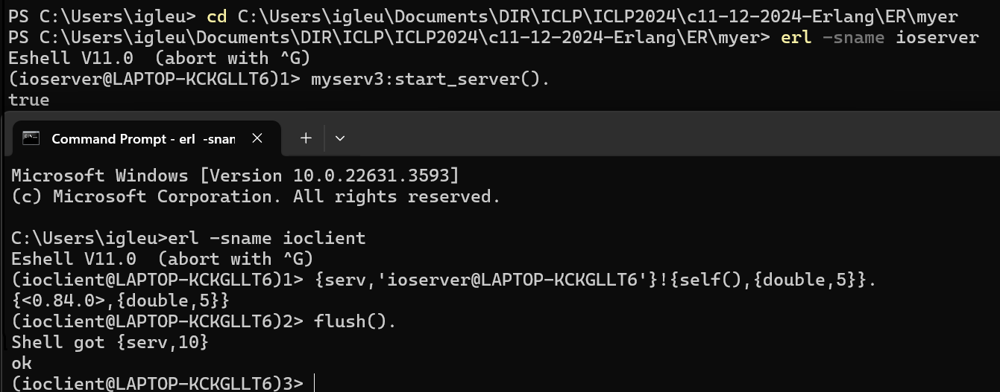 PS C:\Users\igleu> cd C:\Users\igleu\Documents\DIR\ICLP\ICLP2024\c11-12-2024-Erlang\ER\myer
PS C:\Users\igleu\Documents\DIR\ICLP\ICLP2024\c11-12-2024-Erlang\ER\myer> erl -sname ioserver
Eshell V11.0  (abort with ^G)
(ioserver@LAPTOP-KCKGLLT6)1> myserv3:start_server().
true
Command Prompt - erl  -snan
Microsoft Windows [Version 10.0.22631.3593]
(c) Microsoft Corporation. All rights reserved.
C:\Users\igleu>erl -sname ioclient
Eshell V11.0  (abort with ^G)
(ioclient@LAPTOP-KCKGLLT6)1> {serv,'ioserver@LAPTOP-KCKGLLT6'}!{self(),{double,5}}.
{<0.84.0>,{double,5}}
(ioclient@LAPTOP-KCKGLLT6)2> flush().
Shell got {serv,10}
ok
(ioclient@LAPTOP-KCKGLLT6)3>